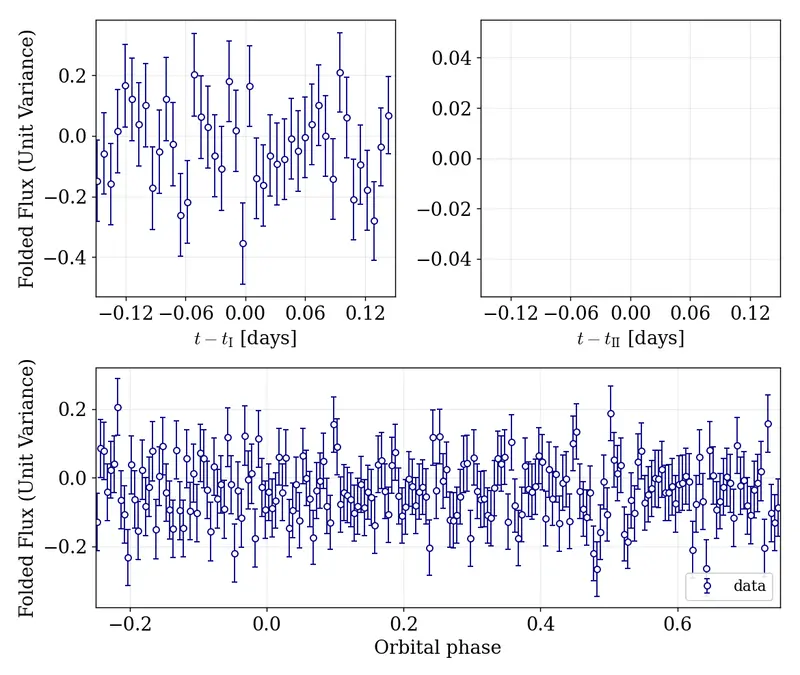 Folded Flux (Unit Variance)
0.2
0.0
−0.2
−0.4
−0.12 −0.06 0.00 0.06 0.12
t − tI [days]
0.04
0.02
0.00
−0.02
−0.04
−0.12 −0.06 0.00 0.06 0.12
t − tII [days]
Folded Flux (Unit Variance)
0.2
0.0
−0.2
−0.2 0.0 0.2 0.4 0.6
Orbital phase
data